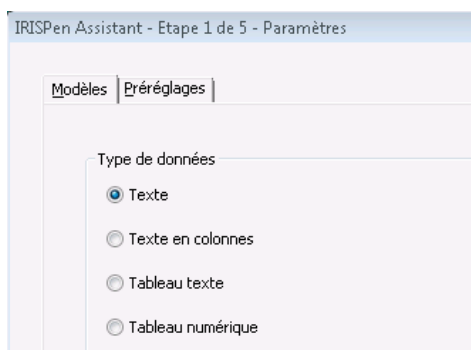 IRISPen Assistant - Etape 1 de 5 - Paramètres
Modèles Préréglages
Type de données
Texte
Texte en colonnes
Tableau texte
Tableau numérique